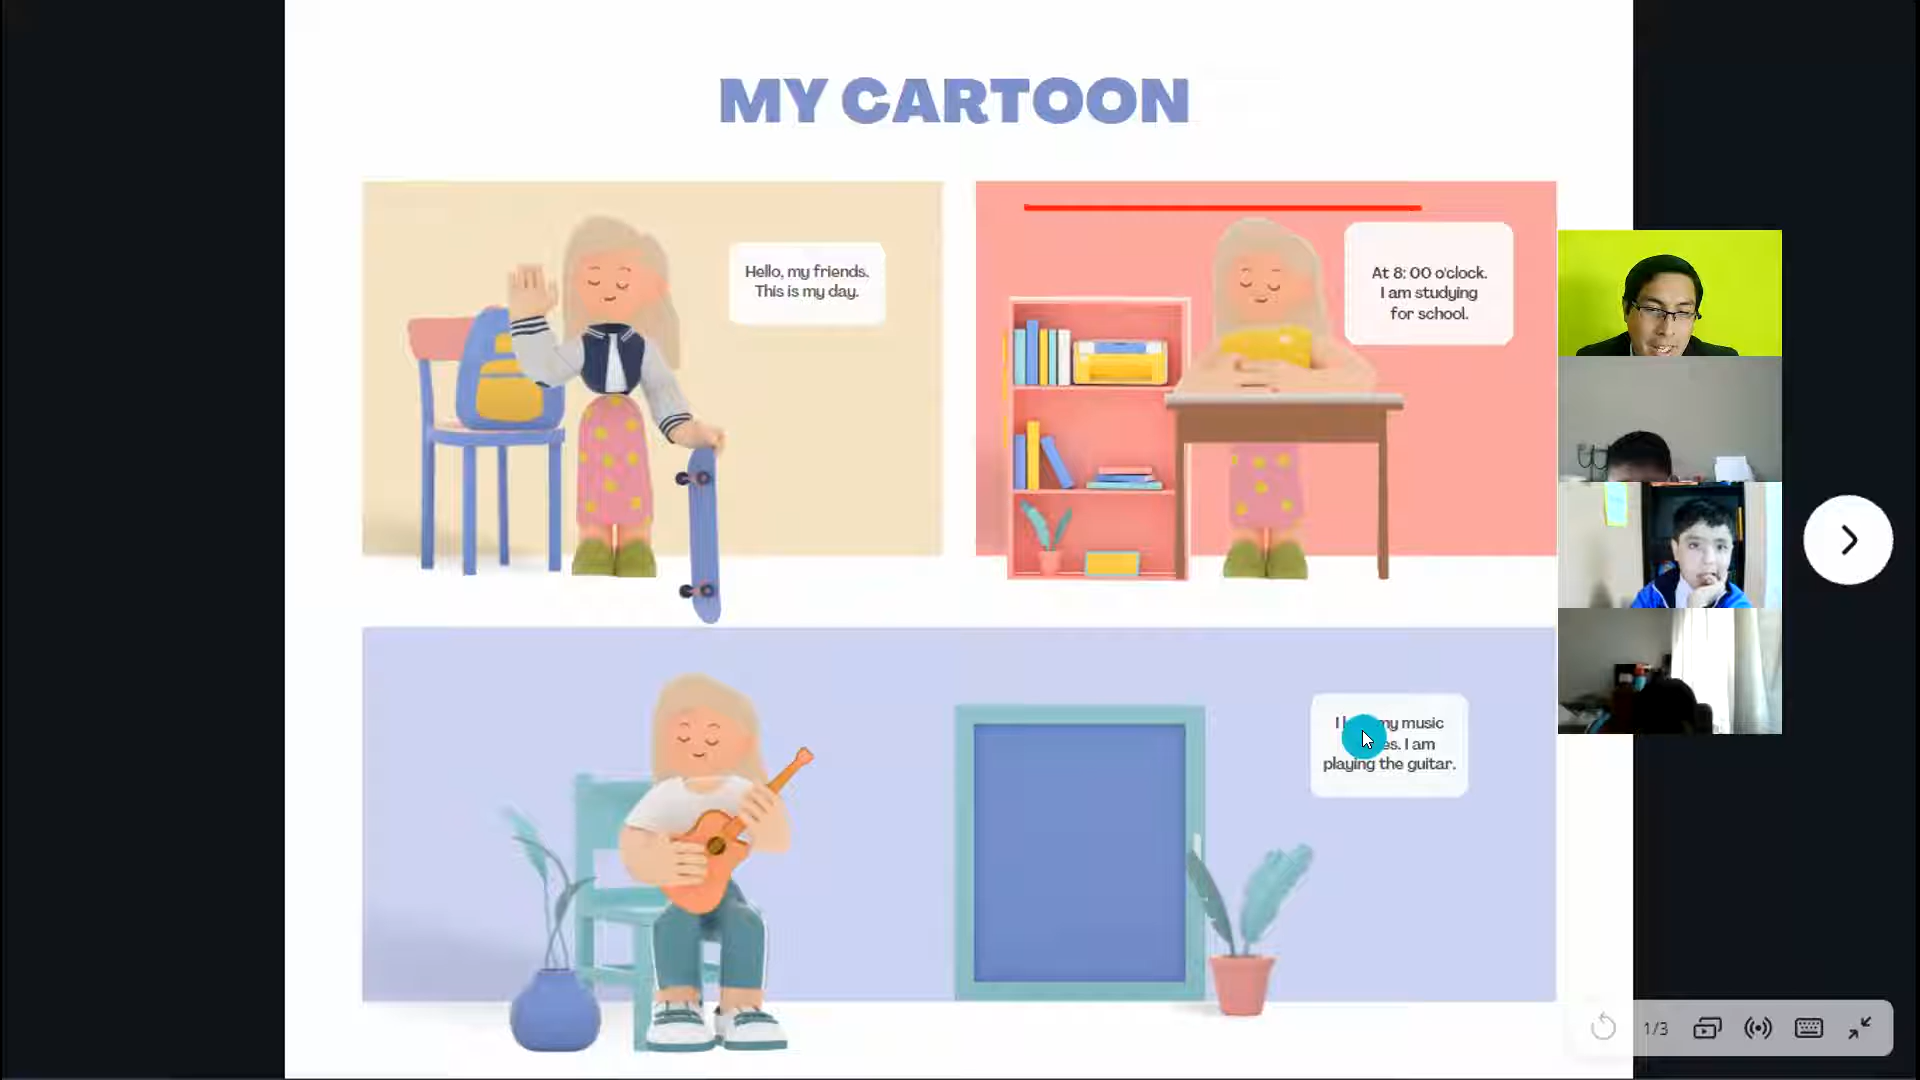 MY CARTOON
Hello, my friends.
This is my day.
At 8: 00 o'clock.
I am studying
for school.
I my music
I am
playing the guitar.
1/3